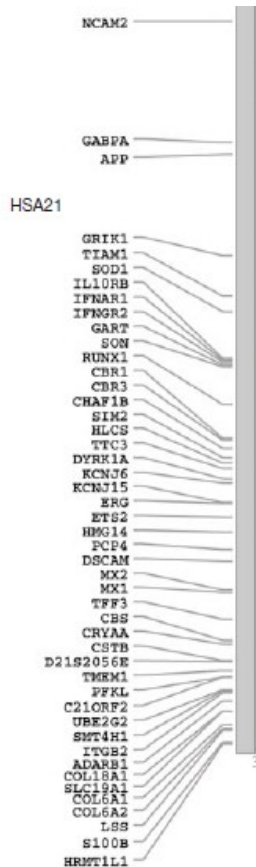 NCAM2
GABPA
APP
HSA21
GRIK1
TIAM1
SOD1
IL10RB
IFNAR1
IFNGR2
GART
SON
RUNX1
CBR1
CBR3
CHAF1B
SIM2
HLCS
TTC3
DYRK1A
KCNJ6
KCNJ15
ERG
ETS2
HMG14
PCP4
DSCAM
MX2
MX1
TFF3
CBS
CRYAA
CSTB
D21S2056E
TMEM1
PFKL
C21ORF2
UBE2G2
SMT4H1
ITGB2
ADARB1
COL18A1
SLC19A1
COL6A1
COL6A2
LSS
S100B
HRMT1L1